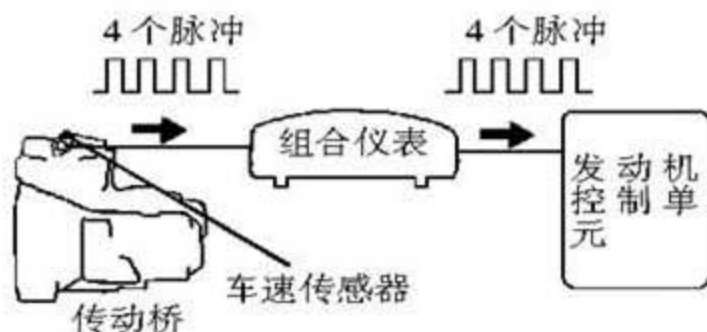 4个脉冲
4个脉冲
组合仪表
发动机
控制单
元
车速传感器
传动桥